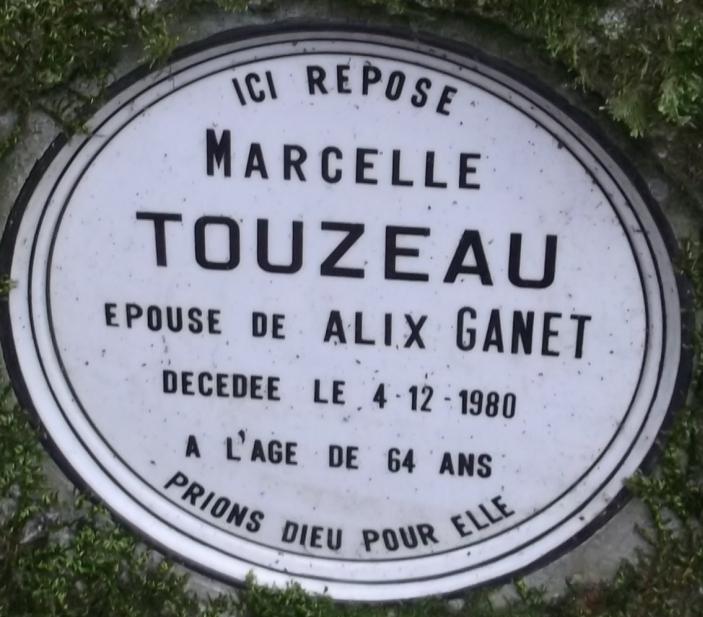 ICI REPOSE
MARCELLE
TOUZEAU
EPOUSE DE ALIX GANET
DECEDEE LE 4-12-1980
A L'AGE DE 64 ANS
PRIONS DIEU POUR ELLE